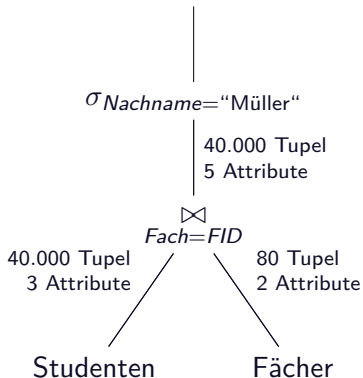 σ Nachname=“Müller“
40.000 Tupel
5 Attribute
⋈
Fach=FID
40.000 Tupel
3 Attribute
80 Tupel
2 Attribute
Studenten
Fächer